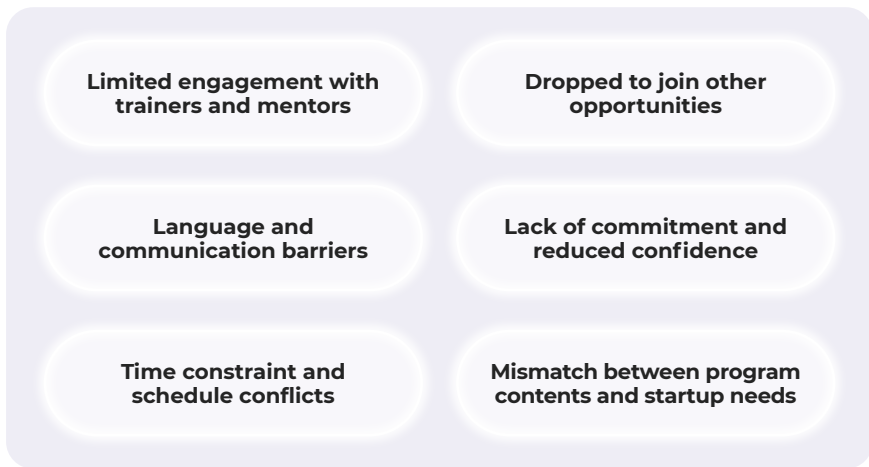 Limited engagement with
trainers and mentors
Dropped to join other
opportunities
Language and
communication barriers
Lack of commitment and
reduced confidence
Time constraint and
schedule conflicts
Mismatch between program
contents and startup needs